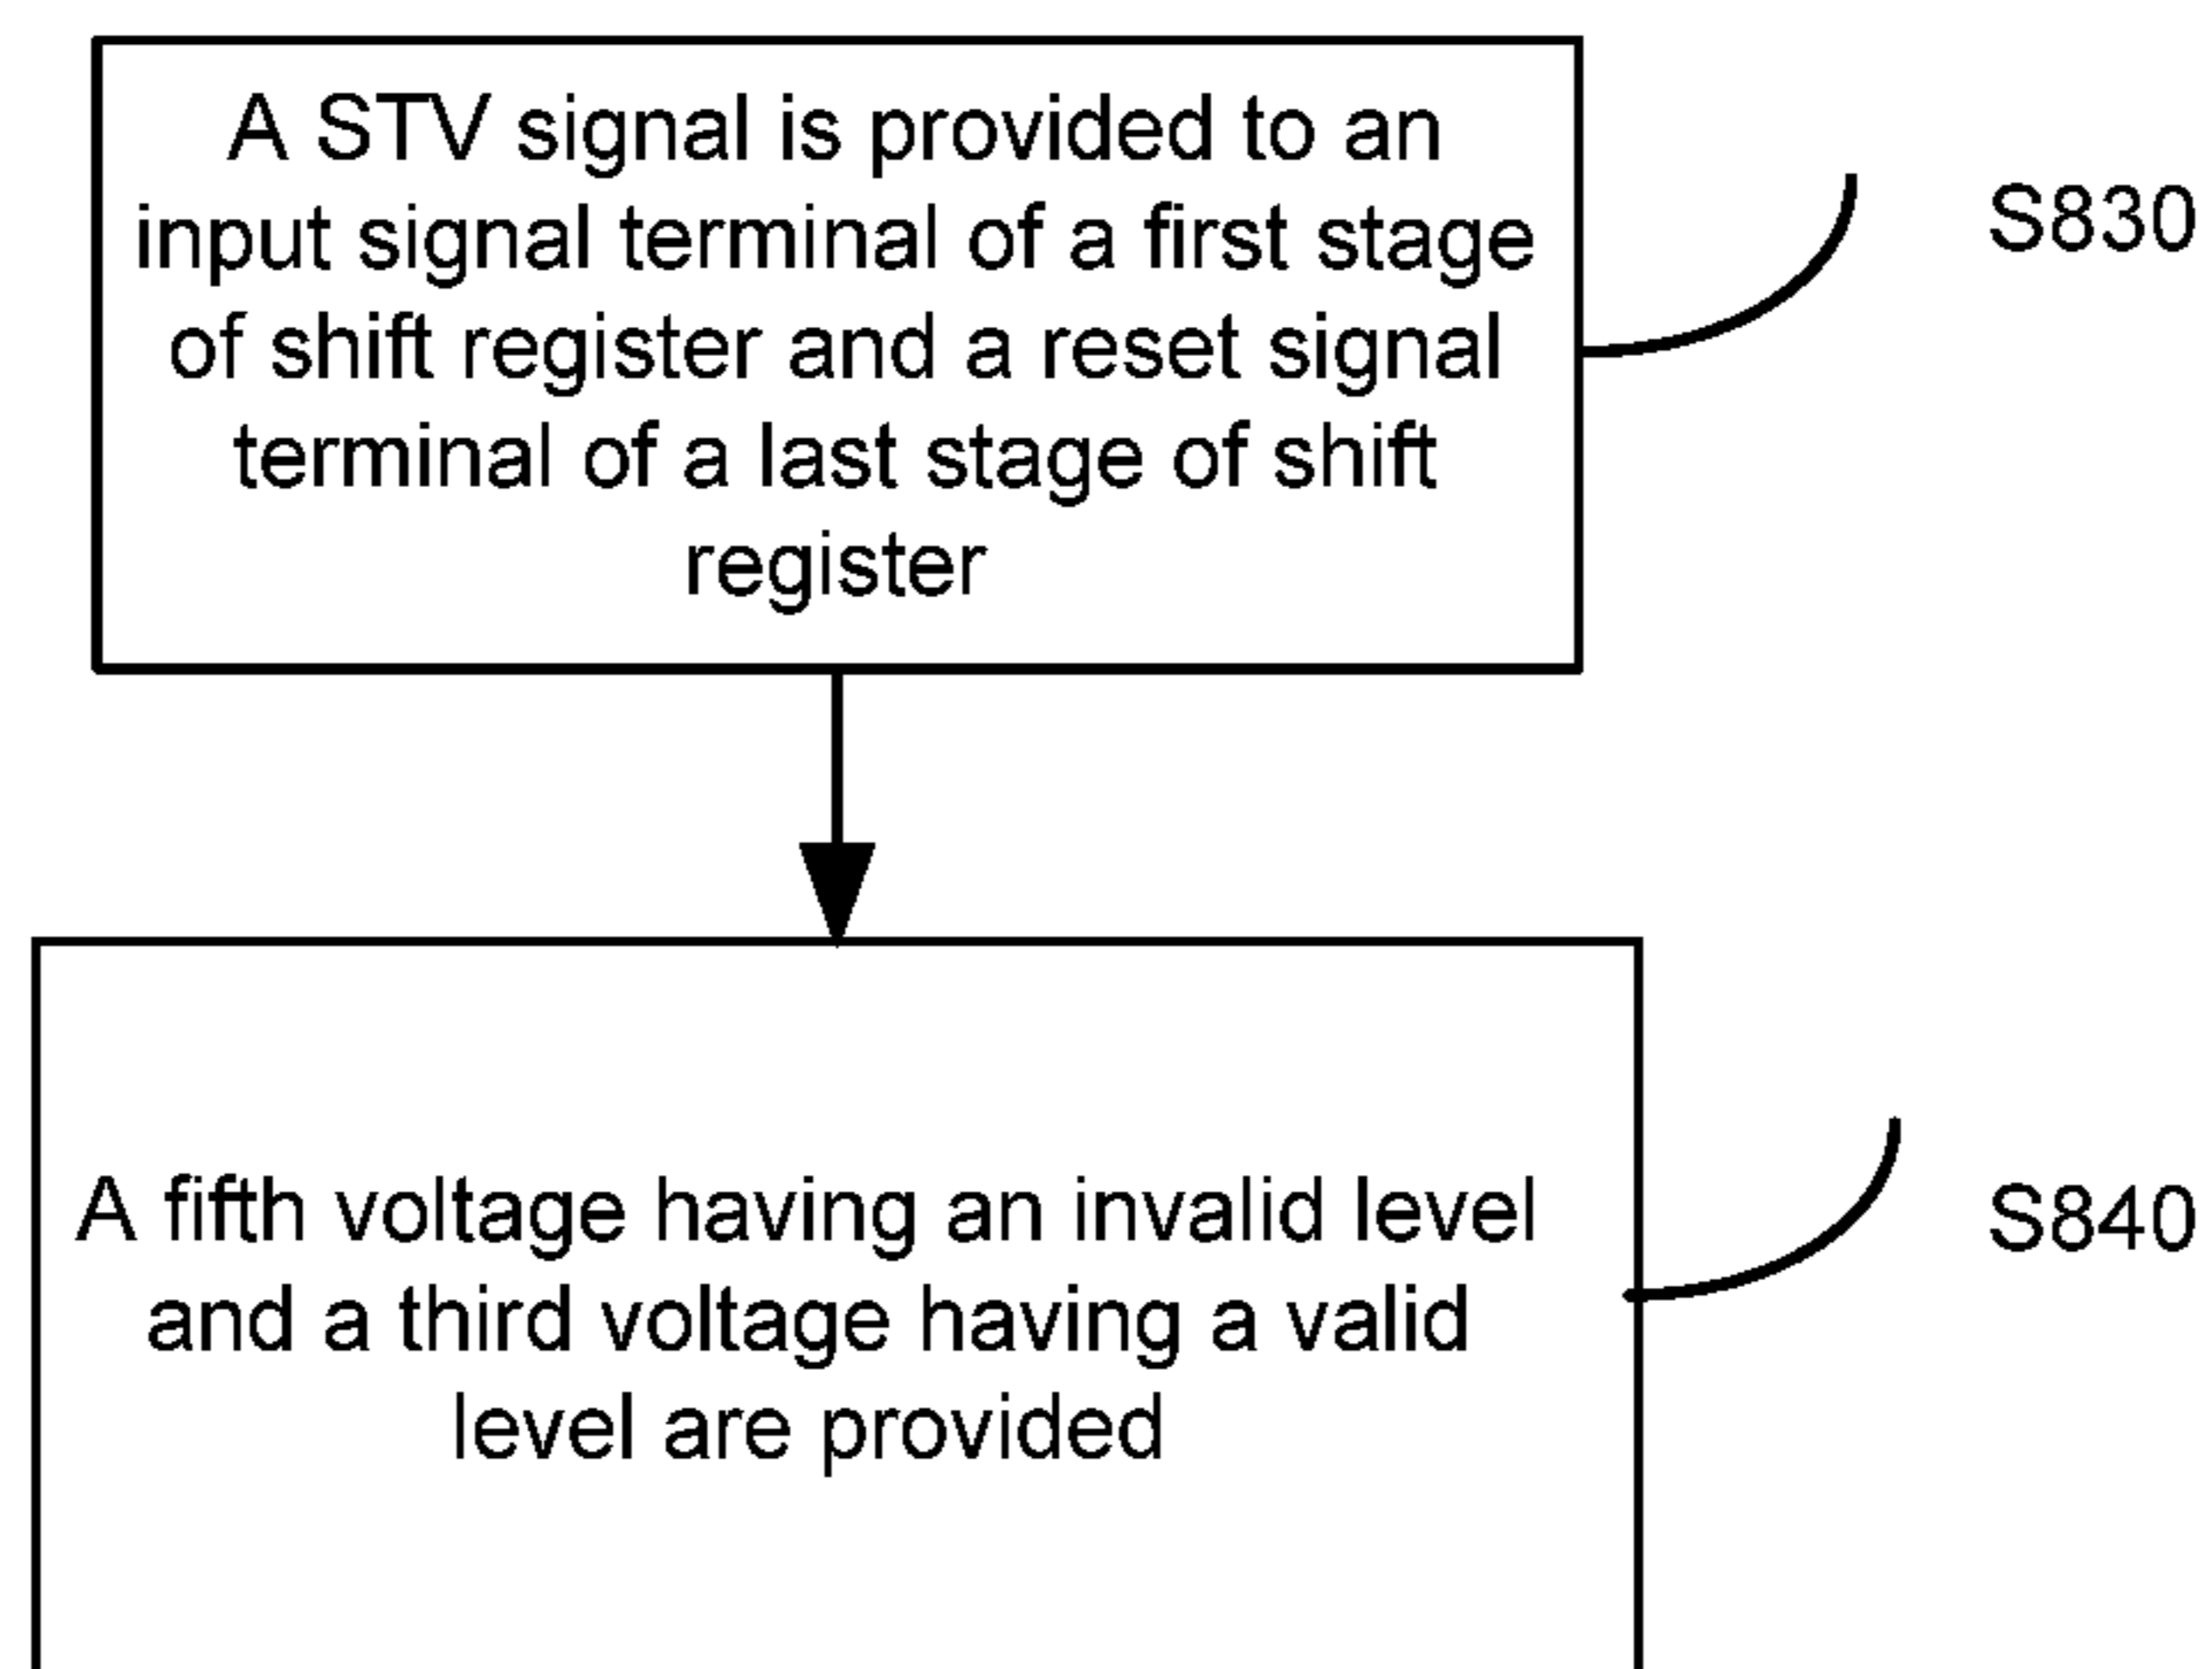 A STV signal is provided to an
input signal terminal of a first stage
of shift register and a reset signal
terminal of a last stage of shift
register
S830
A fifth voltage having an invalid level
and a third voltage having a valid
level are provided
S840